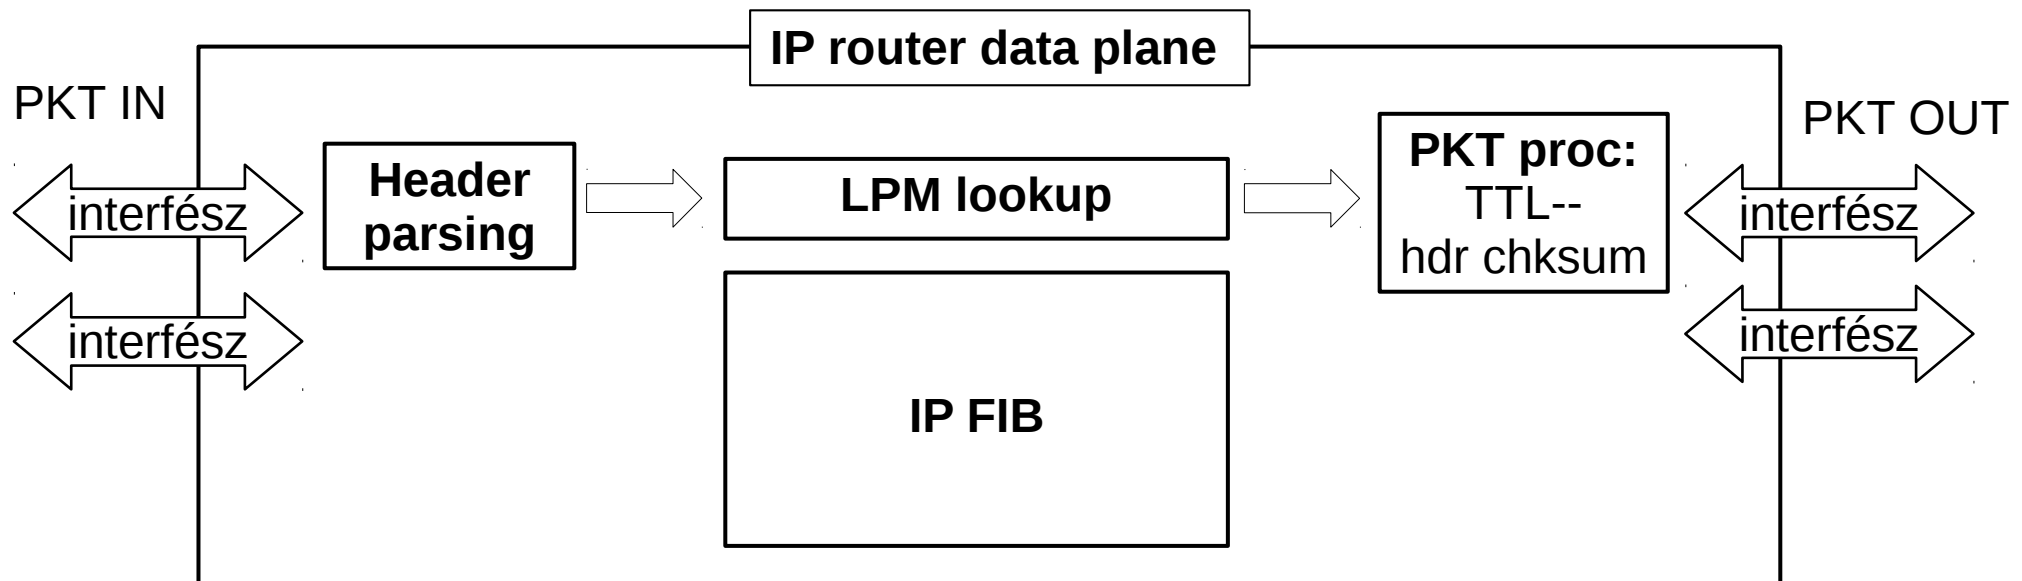 IP router data plane
PKT IN
PKT OUT
interfész
Header
parsing
LPM lookup
PKT proc:
TTL--
hdr chksum
interfész
interfész
IP FIB
interfész